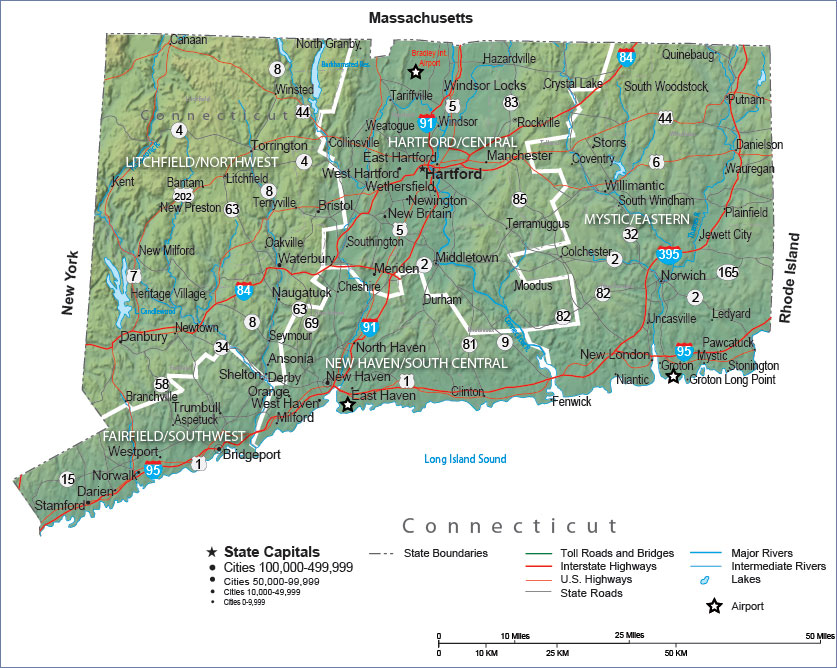 Massachusetts
Canaan
North Granby
Bradley Int.
Airport
Hazardville
84
Quinebaug
8
Winsted
Windsor Locks
Crystal Lake
South Woodstock
Tariffville
5
83
Putnam
Connecticut
44
Weatogue
91
Windsor
Rockville
44
4
Torrington
Collinsville
HARTFORD/CENTRAL
Storrs
Danielson
LITCHFIELD/NORTHWEST
4
East Hartford
Manchester
Coventry
6
Wauregan
Kent
Bantam
Litchfield
West Hartford
Hartford
Willimantic
202
8
Wethersfield
85
South Windham
New Preston
63
Terryville
Bristol
Newington
New Britain
MYSTIC/EASTERN
Plainfield
Terramuggus
32
Jewett City
Oakville
Southington
5
Colchester
2
395
New Milford
Waterbury
Middletown
Meriden
2
165
7
Norwich
Heritage Village
84
Naugatuck
Cheshire
Durham
Moodus
82
2
Candlewood
63
69
82
Uncasville
Ledyard
Newtown
8
Seymour
91
Danbury
34
North Haven
81
9
Pawcatuck
Ansonia
NEW HAVEN/SOUTH CENTRAL
New London
95
Mystic
Shelton
Derby
New Haven
1
Niantic
Groton
Stonington
58
Orange
East Haven
Clinton
Groton Long Point
Branchville
West Haven
Fenwick
Trumbull
Aspetuck
Milford
FAIRFIELD/SOUTHWEST
Westport
Bridgeport
Norwalk
95
1
15
Darien
Stamford
New York
Rhode Island
Long Island Sound
Connecticut
State Capitals
Cities 100,000-499,999
Cities 50,000-99,999
Cities 10,000-49,999
Cities 0-9,999
State Boundaries
Toll Roads and Bridges
Interstate Highways
U.S. Highways
State Roads
Major Rivers
Intermediate Rivers
Lakes
Airport
0 10 Miles 25 Miles 50 Miles
0 10 KM 25 KM 50 KM